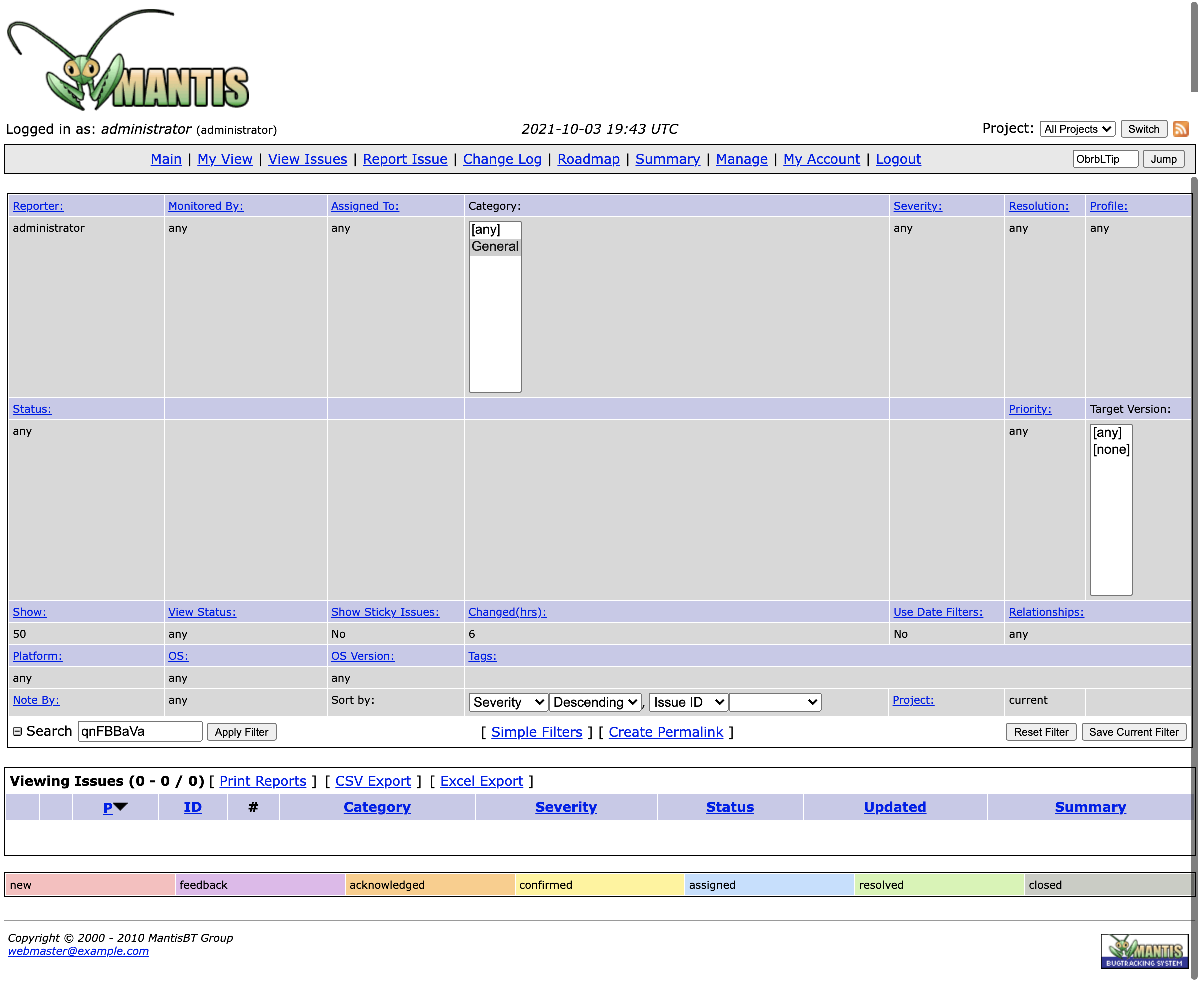 MANTIS
Logged in as: administrator (administrator) 2021-10-03 19:43 UTC Project: All Projects Switch
Main | My View | View Issues | Report Issue | Change Log | Roadmap | Summary | Manage | My Account | Logout ObrbLTip Jump
Reporter: Monitored By: Assigned To: Category: Severity: Resolution: Profile:
administrator any any [any] any any any
General
Status: Priority: Target Version:
any any [any]
[none]
Show: View Status: Show Sticky Issues: Changed(hrs): Use Date Filters: Relationships:
50 any No 6 No any
Platform: OS: OS Version: Tags:
any any any
Note By: any Sort by: Severity Descending , Issue ID Project: current
Search qnFBBaVa Apply Filter [ Simple Filters ] [ Create Permalink ] Reset Filter Save Current Filter
Viewing Issues (0 - 0 / 0) [ Print Reports ] [ CSV Export ] [ Excel Export ]
P ID # Category Severity Status Updated Summary
new feedback acknowledged confirmed assigned resolved closed
Copyright © 2000 - 2010 MantisBT Group
webmaster@example.com
MANTIS
BUGTRACKING SYSTEM